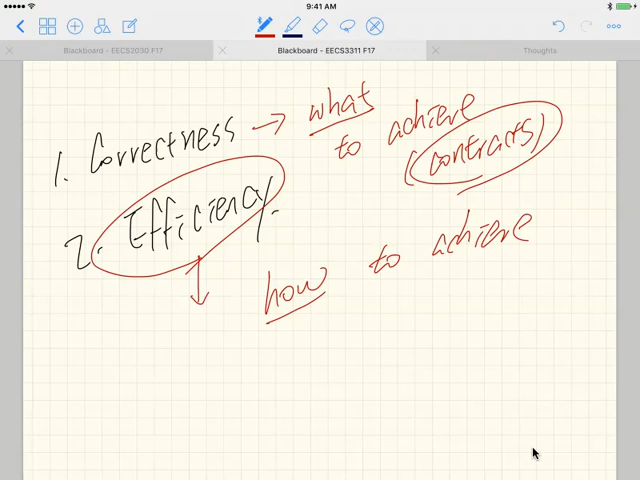 9:41 AM
Blackboard - EECS2030 F17
Blackboard - EECS3311 F17
Thoughts
1. Correctness → what to achieve
(contracts)
2. Efficiency.
how to achieve